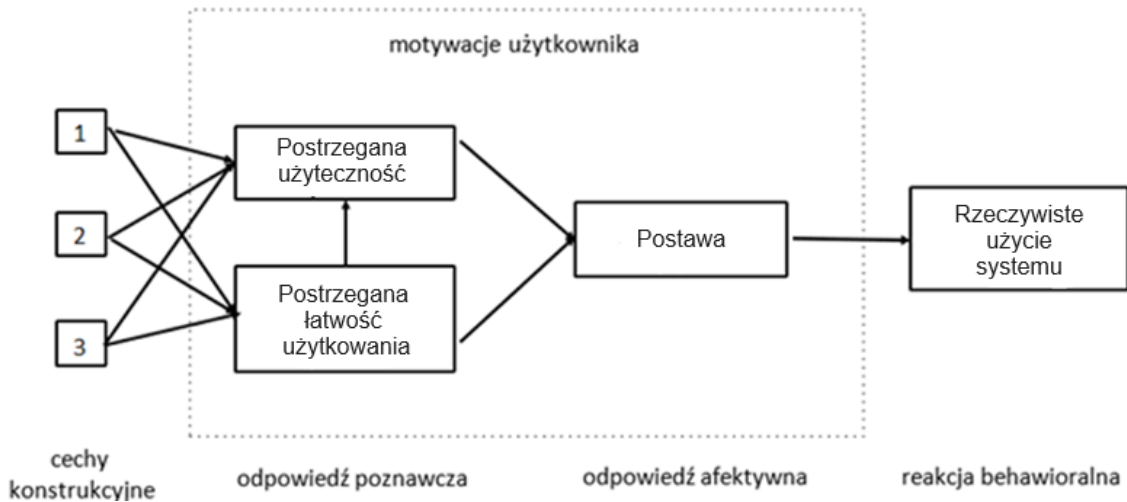 motywacje użytkownika
1
2
3
Postrzegana
użyteczność
Postrzegana
łatwość
użytkowania
Postawa
Rzeczywiste
użycie
systemu
cechy
konstrukcyjne
odpowiedź poznawcza
odpowiedź afektywna
reakcja behawioralna